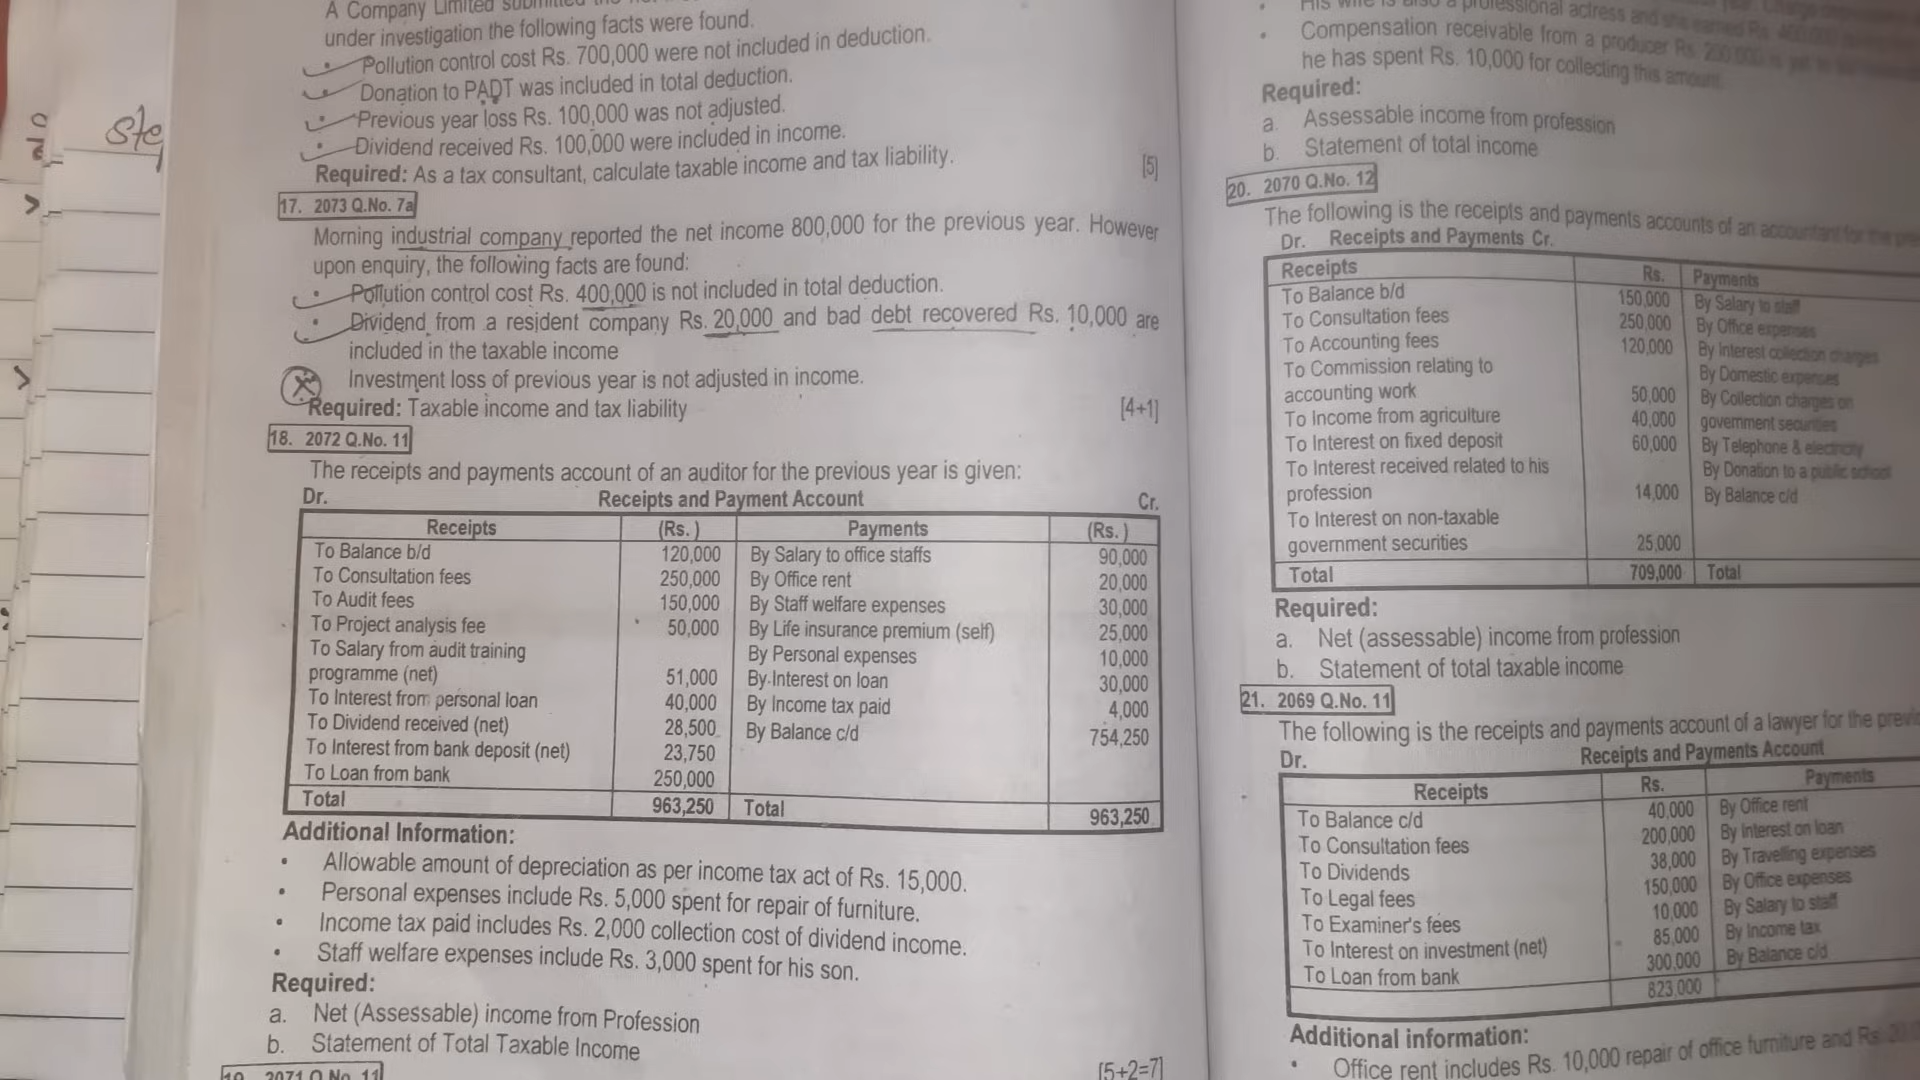 Ste
A Company Limited
under investigation the following facts were found.
Pollution control cost Rs. 700,000 were not included in deduction.
Donation to PADT was included in total deduction.
Previous year loss Rs. 100,000 was not adjusted.
Dividend received Rs. 100,000 were included in income.
Required: As a tax consultant, calculate taxable income and tax liability. [5]
17. 2073 Q.No. 7a
Morning industrial company reported the net income 800,000 for the previous year. However
upon enquiry, the following facts are found:
• Pollution control cost Rs. 400,000 is not included in total deduction.
• Dividend from a resident company Rs. 20,000 and bad debt recovered Rs. 10,000 are
included in the taxable income
Investment loss of previous year is not adjusted in income.
Required: Taxable income and tax liability [4+1]
18. 2072 Q.No. 11
The receipts and payments account of an auditor for the previous year is given:
Dr. Receipts and Payment Account Cr.
Receipts (Rs.) Payments (Rs.)
To Balance b/d 120,000 By Salary to office staffs 90,000
To Consultation fees 250,000 By Office rent 20,000
To Audit fees 150,000 By Staff welfare expenses 30,000
To Project analysis fee 50,000 By Life insurance premium (self) 25,000
To Salary from audit training By Personal expenses 10,000
programme (net) 51,000 By Interest on loan 30,000
To Interest from personal loan 40,000 By Income tax paid 4,000
To Dividend received (net) 28,500 By Balance c/d 754,250
To Interest from bank deposit (net) 23,750
To Loan from bank 250,000
Total 963,250 Total 963,250
Additional Information:
• Allowable amount of depreciation as per income tax act of Rs. 15,000.
• Personal expenses include Rs. 5,000 spent for repair of furniture.
• Income tax paid includes Rs. 2,000 collection cost of dividend income.
• Staff welfare expenses include Rs. 3,000 spent for his son.
Required:
a. Net (Assessable) income from Profession
b. Statement of Total Taxable Income
[5+2=7]
19. 2071 Q.No. 11
• His wife is also a professional actress and she earned Rs.
• Compensation receivable from a producer Rs. 200,000 is yet to
he has spent Rs. 10,000 for collecting this amount.
Required:
a. Assessable income from profession
b. Statement of total income
20. 2070 Q.No. 12
The following is the receipts and payments accounts of an accountant for the
Dr. Receipts and Payments Cr.
Receipts Rs. Payments
To Balance b/d 150,000 By Salary to staff
To Consultation fees 250,000 By Office expenses
To Accounting fees 120,000 By Interest collection charges
To Commission relating to By Domestic expenses
accounting work 50,000 By Collection charges on
To Income from agriculture 40,000 government securities
To Interest on fixed deposit 60,000 By Telephone & electricity
To Interest received related to his By Donation to a public school
profession 14,000 By Balance c/d
To Interest on non-taxable
government securities 25,000
Total 709,000 Total
Required:
a. Net (assessable) income from profession
b. Statement of total taxable income
21. 2069 Q.No. 11
The following is the receipts and payments account of a lawyer for the
Dr. Receipts and Payments Account
Receipts Rs. Payments
To Balance c/d 40,000 By Office rent
To Consultation fees 200,000 By Interest on loan
To Dividends 38,000 By Travelling expenses
To Legal fees 150,000 By Office expenses
To Examiner's fees 10,000 By Salary to staff
To Interest on investment (net) 85,000 By Income tax
To Loan from bank 300,000 By Balance c/d
823,000
Additional information:
• Office rent includes Rs. 10,000 repair of office furniture and Rs.